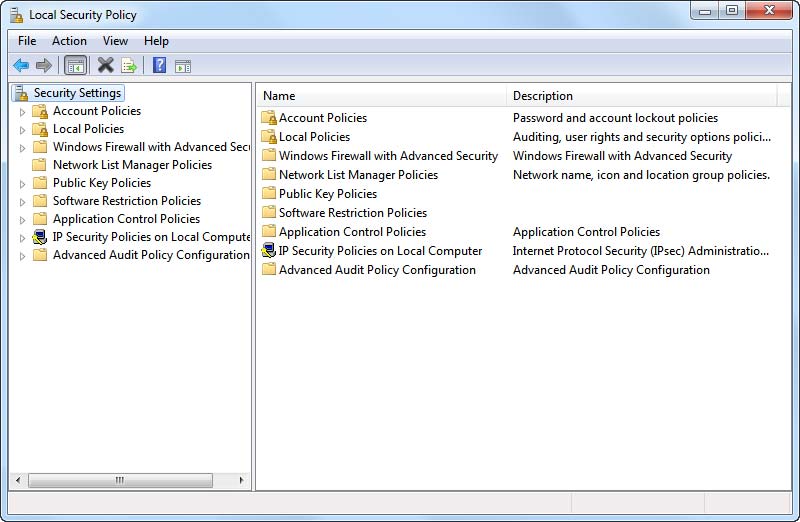 Local Security Policy
File Action View Help
Security Settings
Account Policies
Local Policies
Windows Firewall with Advanced Secu
Network List Manager Policies
Public Key Policies
Software Restriction Policies
Application Control Policies
IP Security Policies on Local Compute
Advanced Audit Policy Configuration
Name Description
Account Policies Password and account lockout policies
Local Policies Auditing, user rights and security options polici...
Windows Firewall with Advanced Security Windows Firewall with Advanced Security
Network List Manager Policies Network name, icon and location group policies.
Public Key Policies
Software Restriction Policies
Application Control Policies Application Control Policies
IP Security Policies on Local Computer Internet Protocol Security (IPsec) Administratio...
Advanced Audit Policy Configuration Advanced Audit Policy Configuration